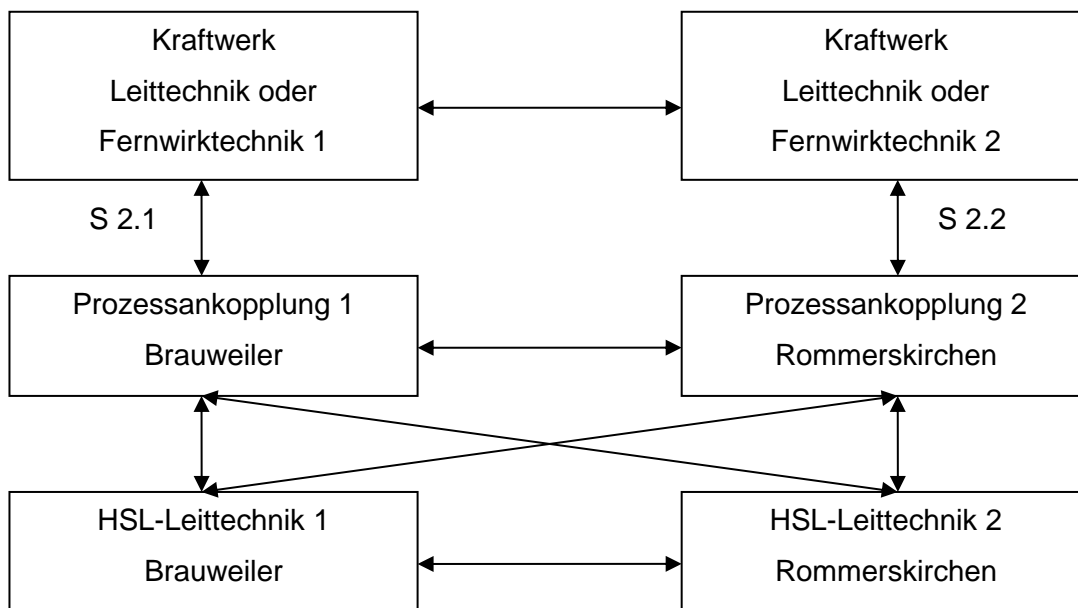 Kraftwerk
Leittechnik oder
Fernwirktechnik 1
Kraftwerk
Leittechnik oder
Fernwirktechnik 2
S 2.1
S 2.2
Prozessankopplung 1
Brauweiler
Prozessankopplung 2
Rommerskirchen
HSL-Leittechnik 1
Brauweiler
HSL-Leittechnik 2
Rommerskirchen